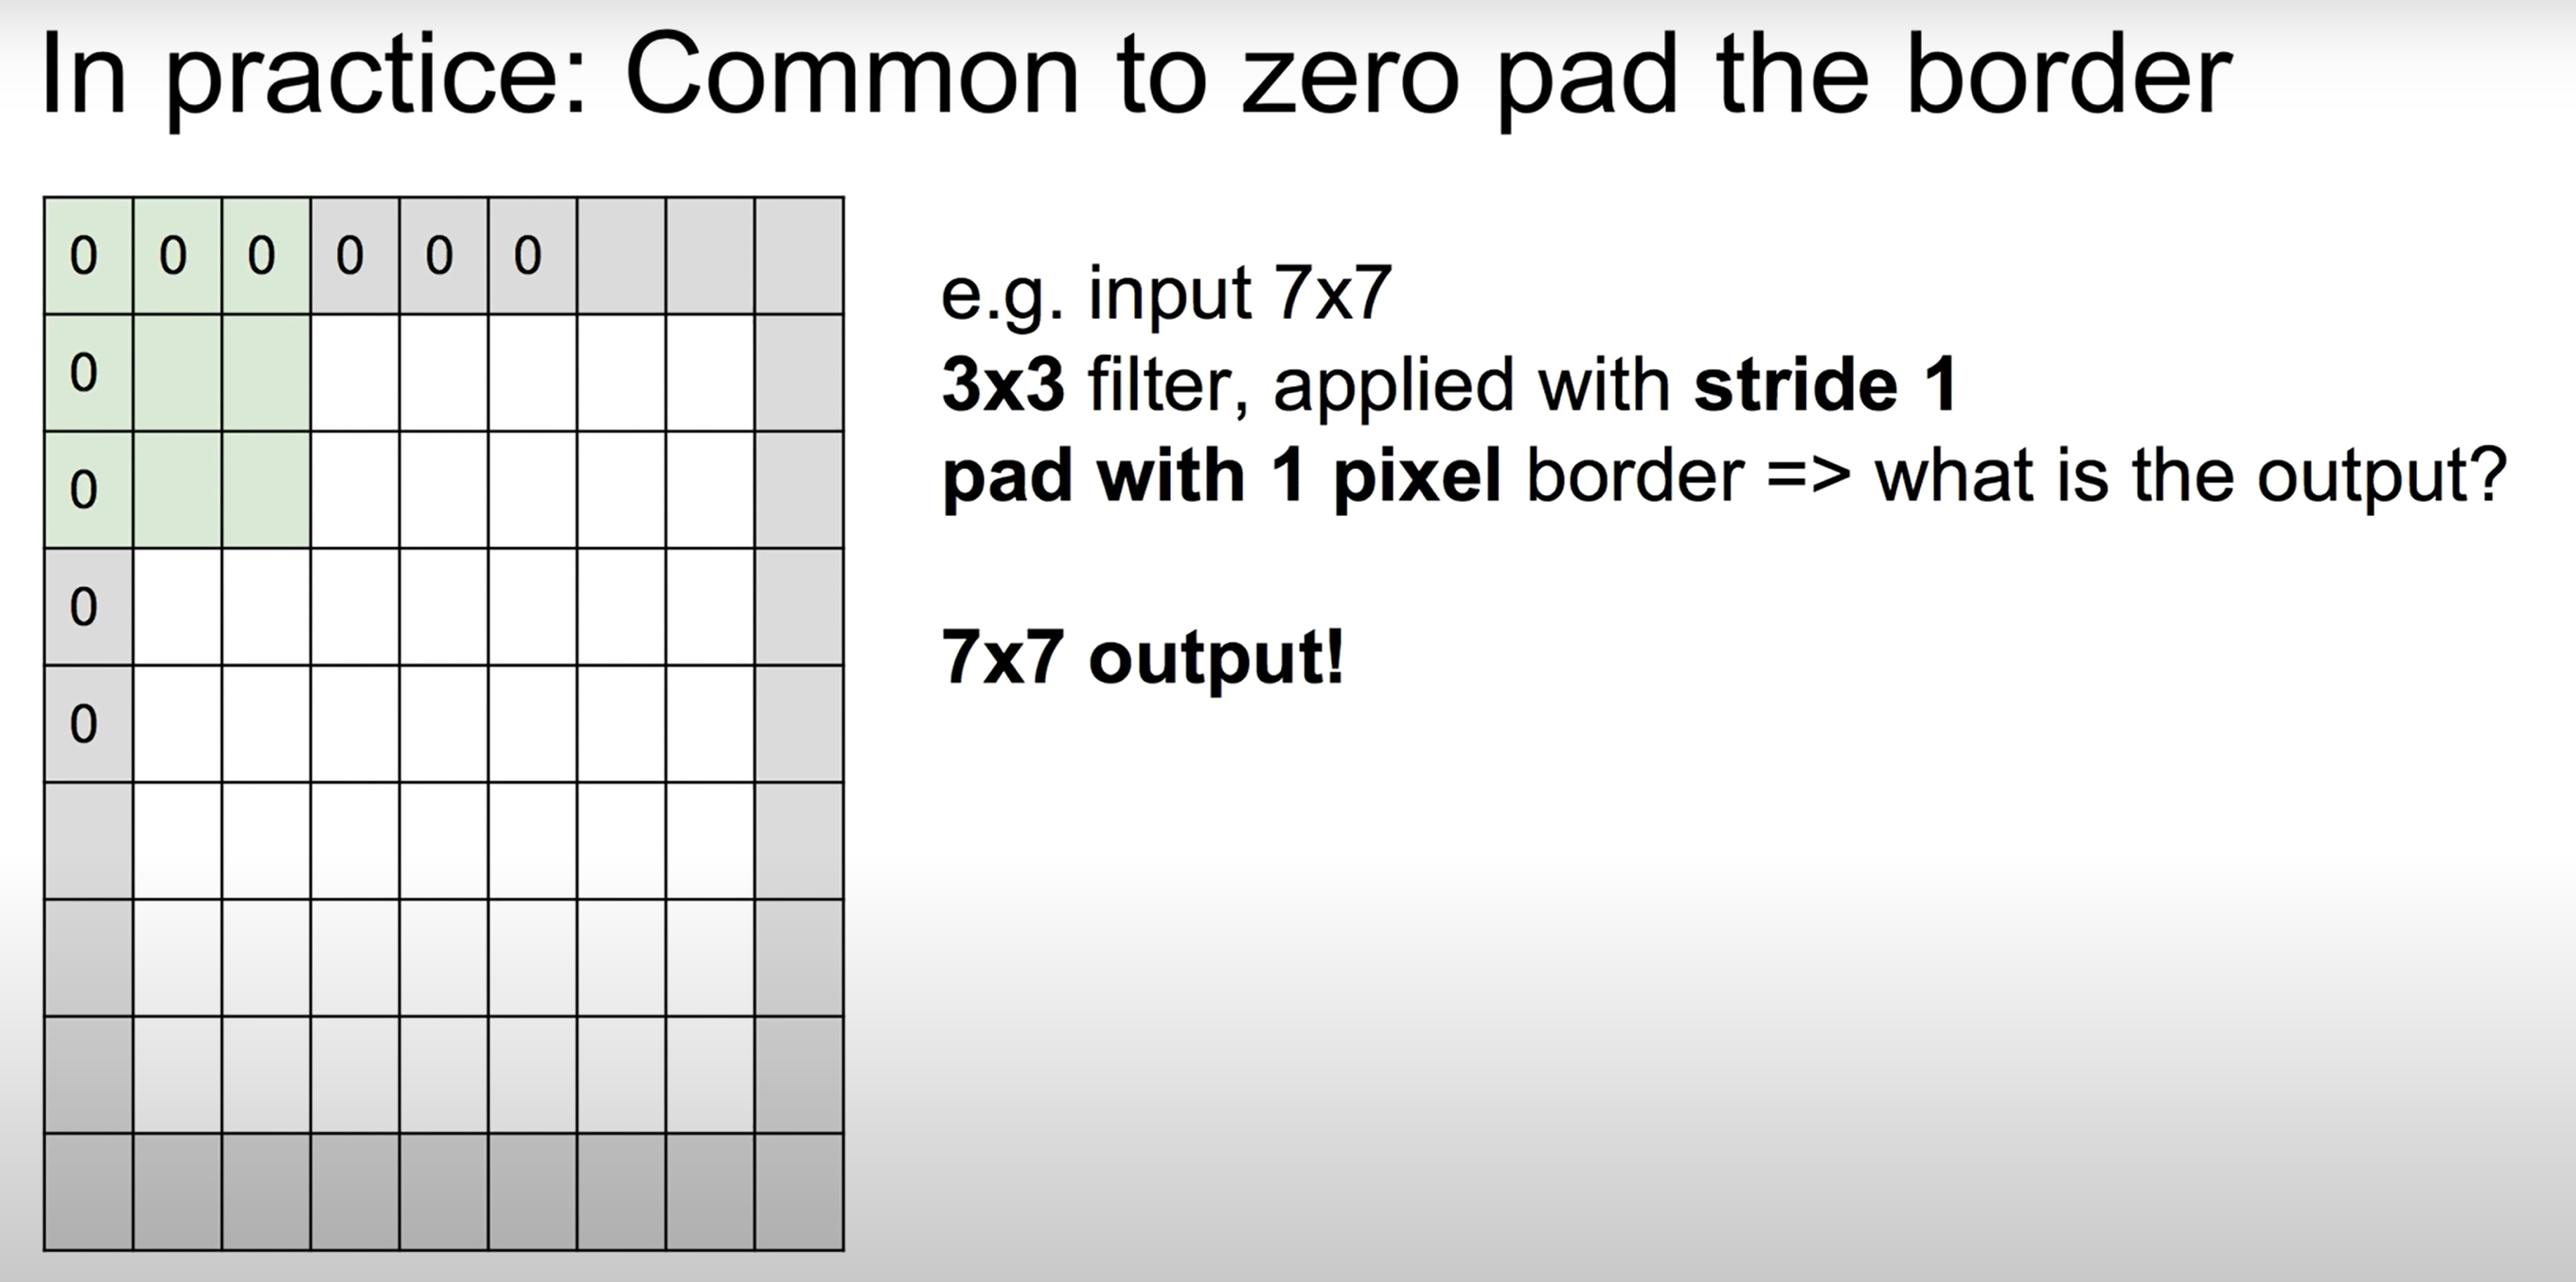 In practice: Common to zero pad the border
0 0 0 0 0 0
0
0
0
0
e.g. input 7x7
3x3 filter, applied with stride 1
pad with 1 pixel border => what is the output?
7x7 output!